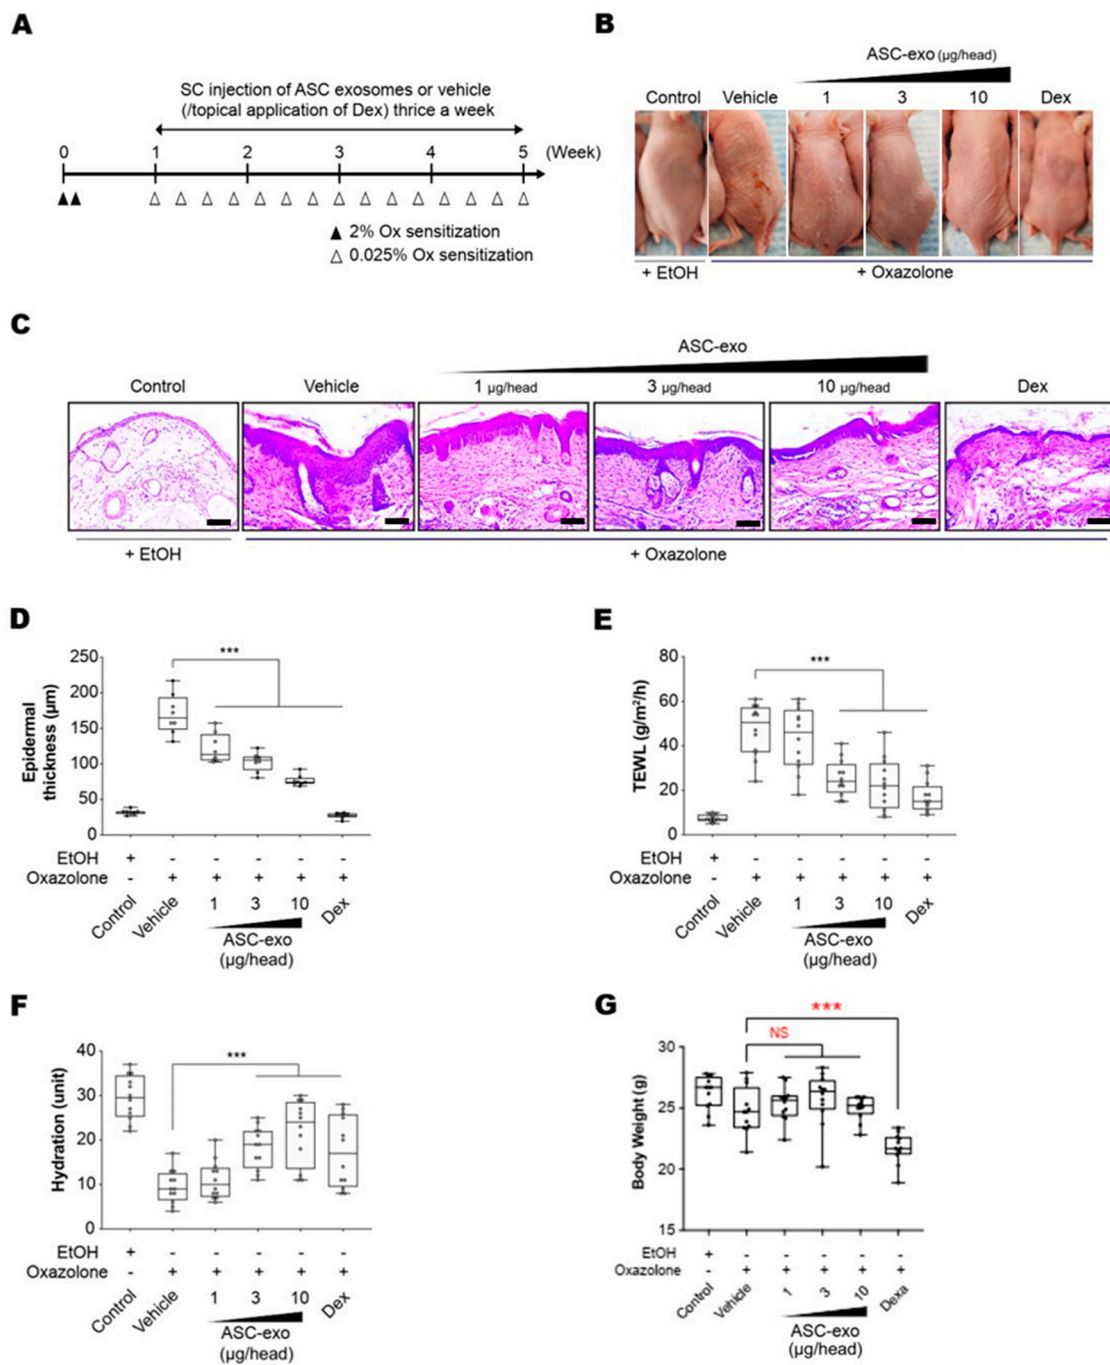 A
SC injection of ASC exosomes or vehicle
(/topical application of Dex) thrice a week
0 1 2 3 4 5 (Week)
▲ 2% Ox sensitization
△ 0.025% Ox sensitization
B
ASC-exo (µg/head)
Control Vehicle 1 3 10 Dex
+ EtOH + Oxazolone
C
ASC-exo
Control Vehicle 1 µg/head 3 µg/head 10 µg/head Dex
+ EtOH + Oxazolone
D
Epidermal
thickness (µm)
250
200
150
100
50
0
***
EtOH + - - - - -
Oxazolone - + + + + +
Control Vehicle 1 3 10 Dex
ASC-exo
(µg/head)
E
TEWL (g/m²/h)
80
60
40
20
0
***
EtOH + - - - - -
Oxazolone - + + + + +
Control Vehicle 1 3 10 Dex
ASC-exo
(µg/head)
F
Hydration (unit)
40
30
20
10
0
***
EtOH + - - - - -
Oxazolone - + + + + +
Control Vehicle 1 3 10 Dex
ASC-exo
(µg/head)
G
Body Weight (g)
30
25
20
15
***
NS
EtOH + - - - - -
Oxazolone - + + + + +
Control Vehicle 1 3 10 Dexa
ASC-exo
(µg/head)